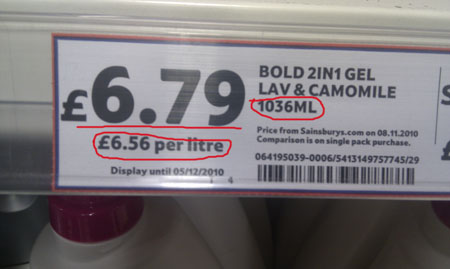 £6.79
£6.56 per litre
Display until 05/12/2010
4
BOLD 2IN1 GEL
LAV & CAMOMILE
1036ML
Price from Sainsburys.com on 08.11.2010
Comparison is on single pack purchase.
064195039-0006/5413149757745/29
S
£